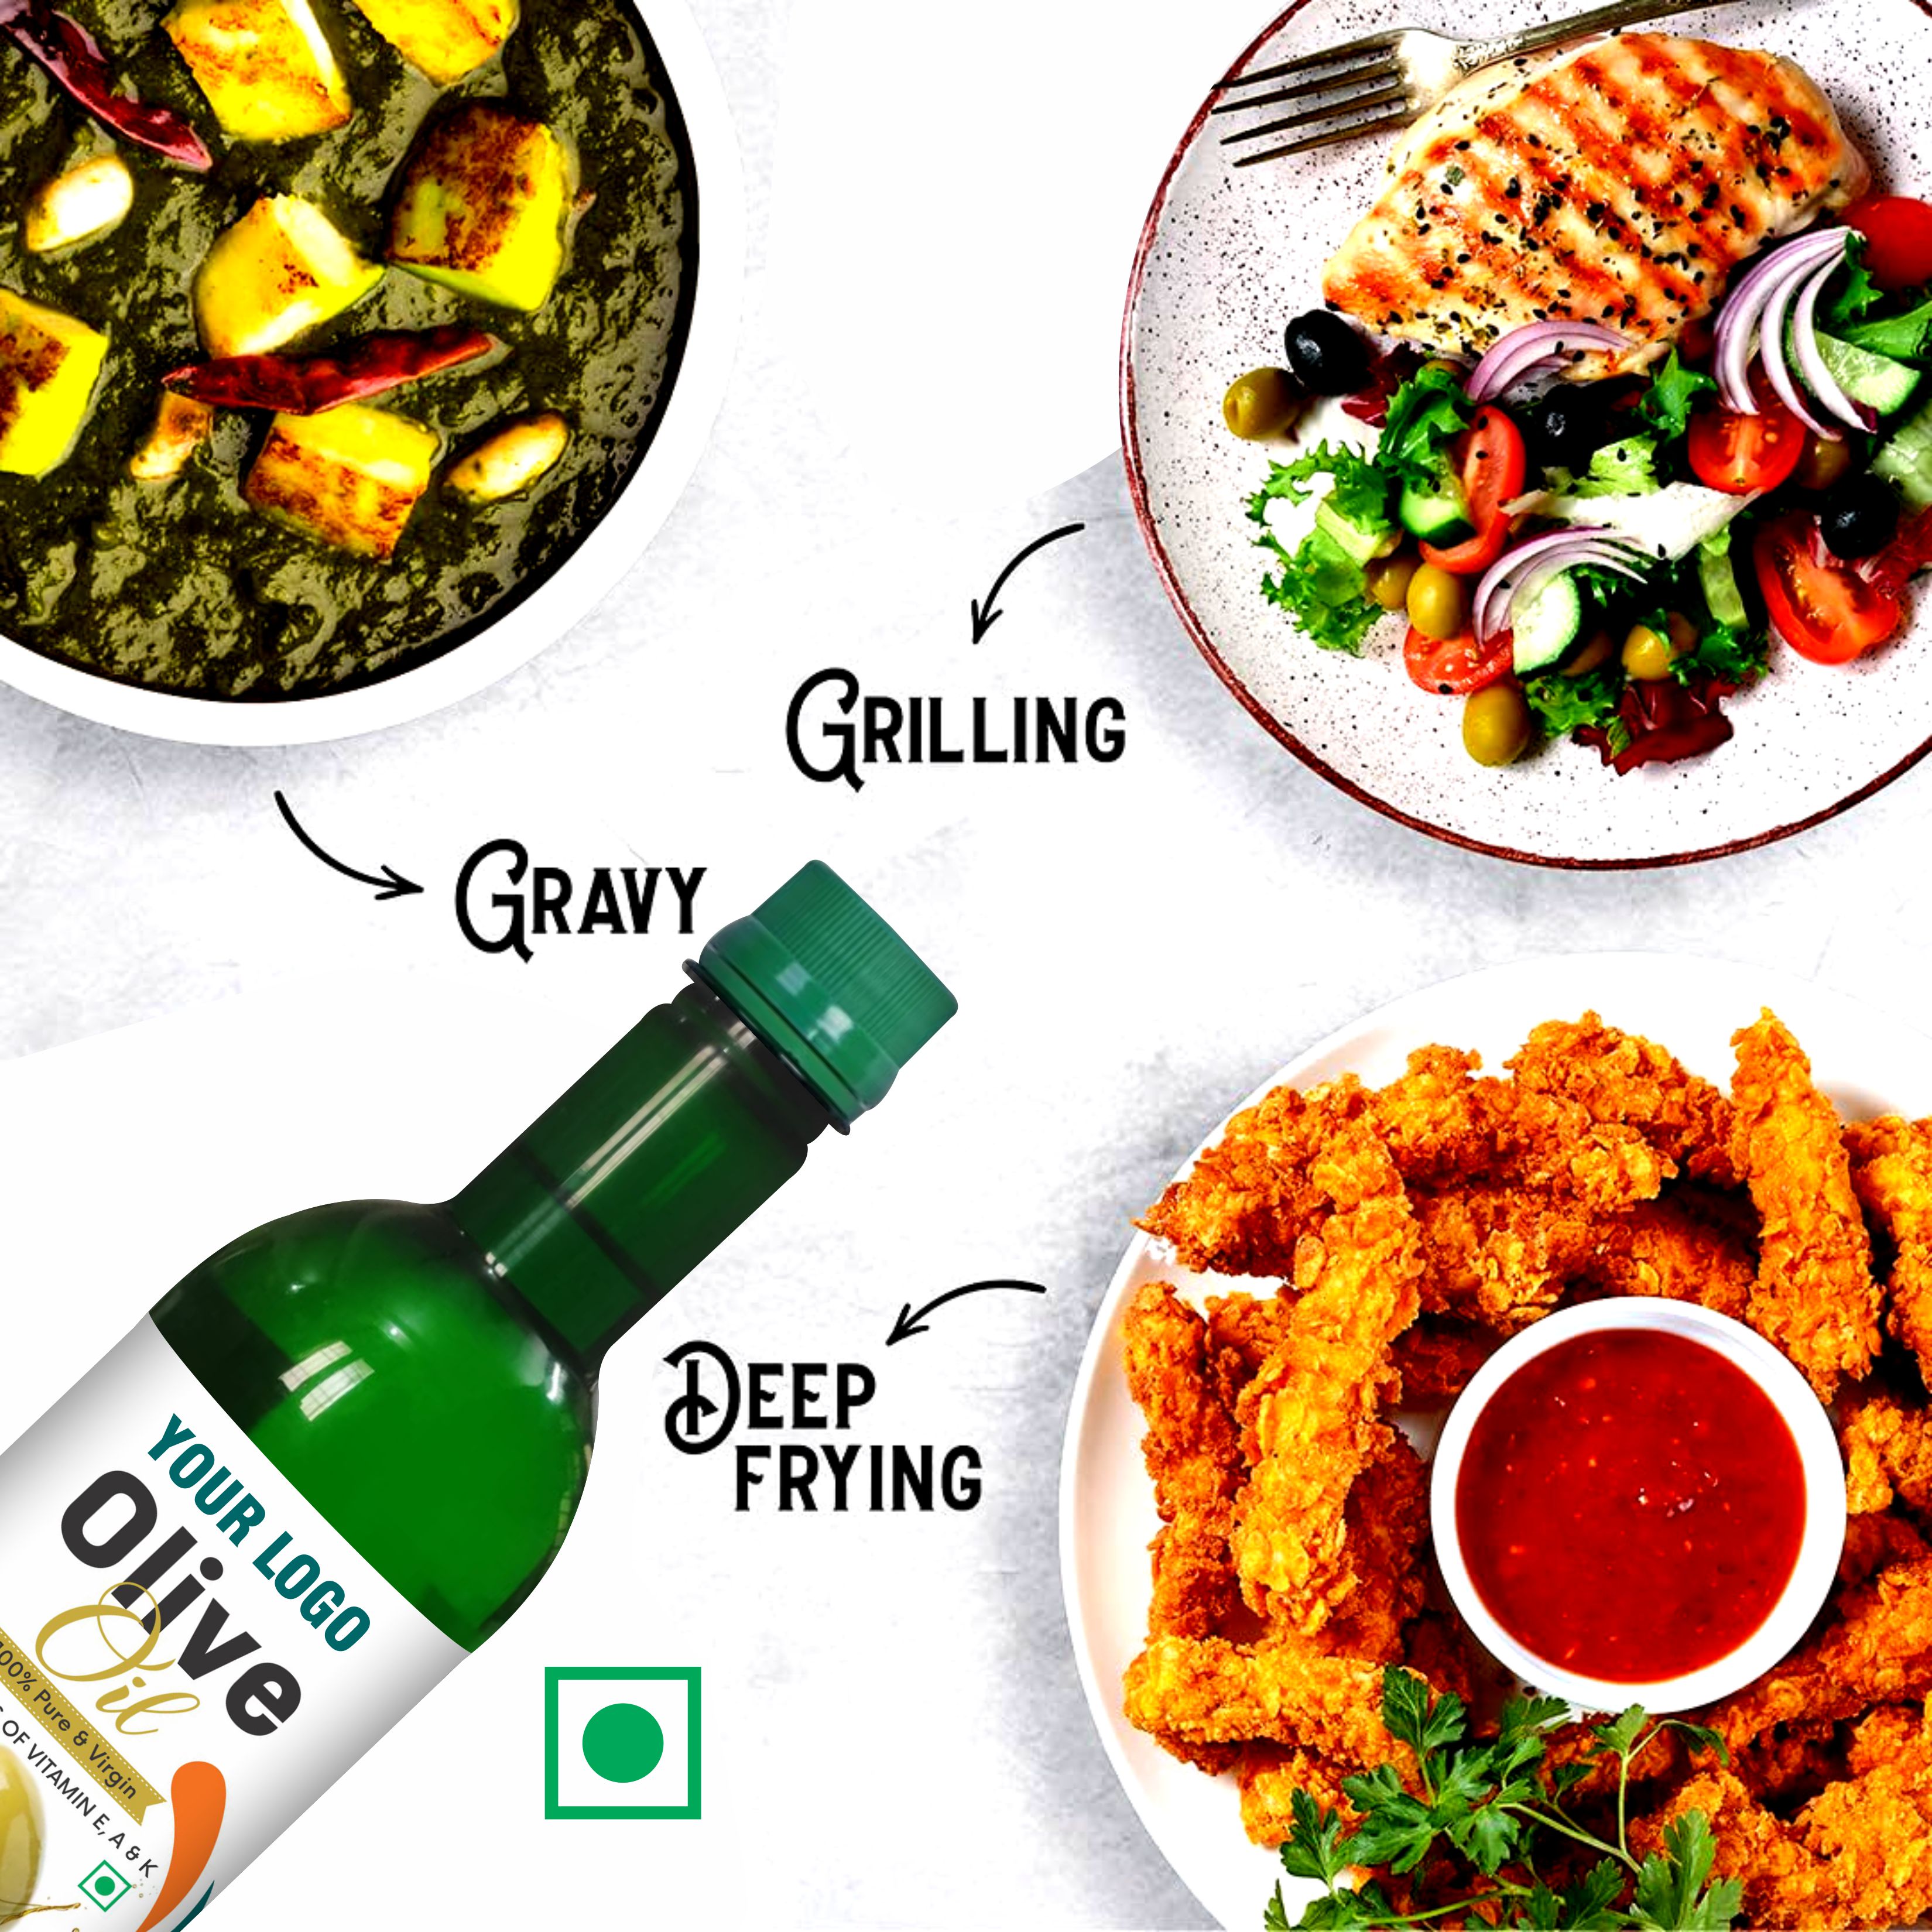 GRILLING
GRAVY
DEEP
FRYING
YOUR LOGO
Olive
Oil
100% Pure & Virgin
OF VITAMIN E, A & K